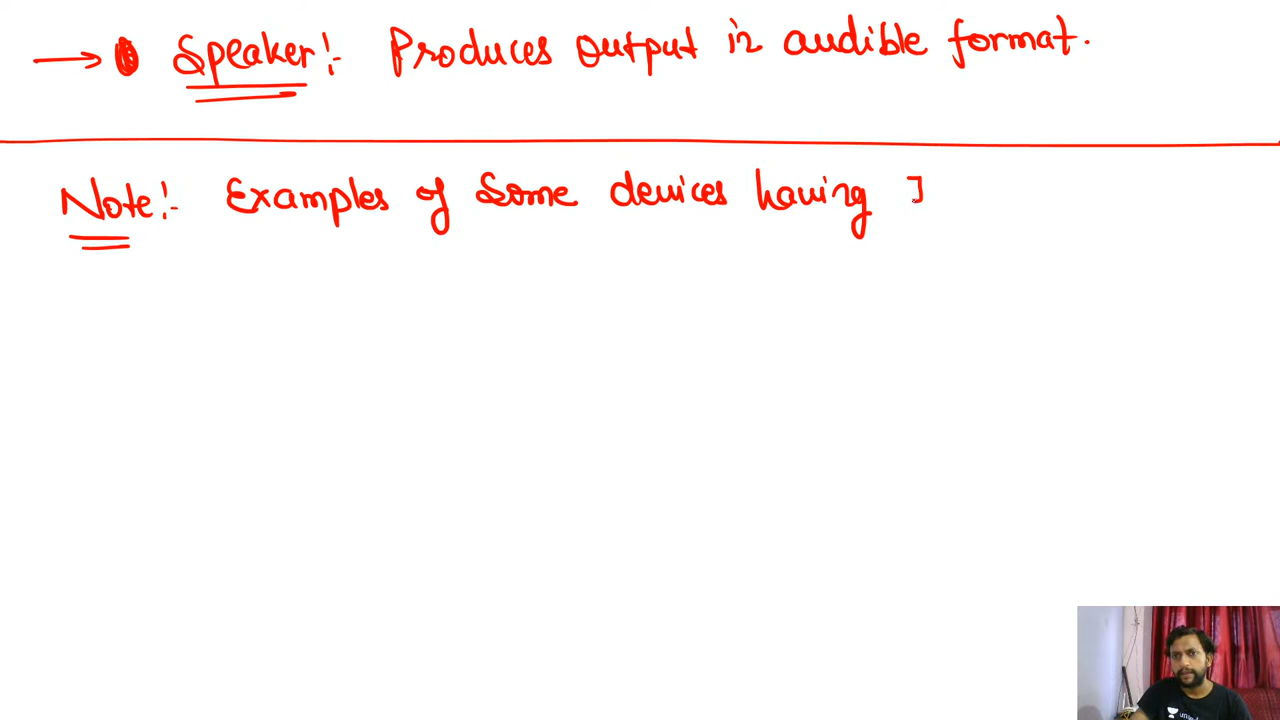 → • Speaker:- Produces output in audible format.
Note:- Examples of some devices having